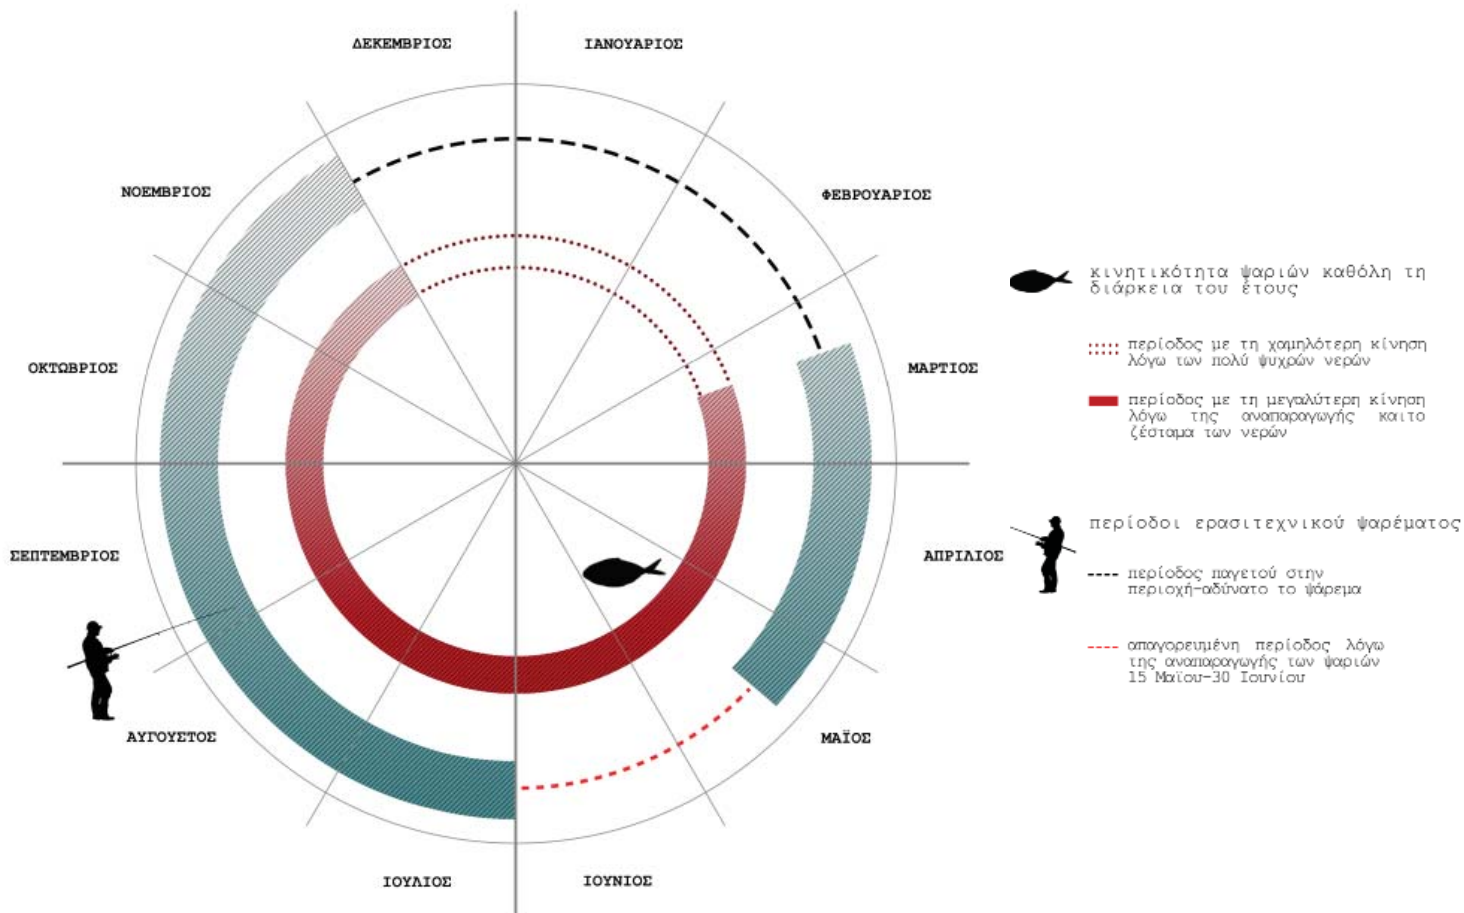 ΔΕΚΕΜΒΡΙΟΣ
ΙΑΝΟΥΑΡΙΟΣ
ΝΟΕΜΒΡΙΟΣ
ΦΕΒΡΟΥΑΡΙΟΣ
ΟΚΤΩΒΡΙΟΣ
ΜΑΡΤΙΟΣ
ΣΕΠΤΕΜΒΡΙΟΣ
ΑΠΡΙΛΙΟΣ
ΑΥΓΟΥΣΤΟΣ
ΜΑΪΟΣ
ΙΟΥΛΙΟΣ
ΙΟΥΝΙΟΣ
κινητικότητα ψαριών καθόλη τη
διάρκεια του έτους
περίοδος με τη χαμηλότερη κίνηση
λόγω των πολύ ψυχρών νερών
περίοδος με τη μεγαλύτερη κίνηση
λόγω της αναπαραγωγής καιτο
ζέσταμα των νερών
περίοδοι ερασιτεχνικού ψαρέματος
περίοδος παγετού στην
περιοχή-αδύνατο το ψάρεμα
απαγορευμένη περίοδος λόγω
της αναπαραγωγής των ψαριών
15 Μαΐου-30 Ιουνίου